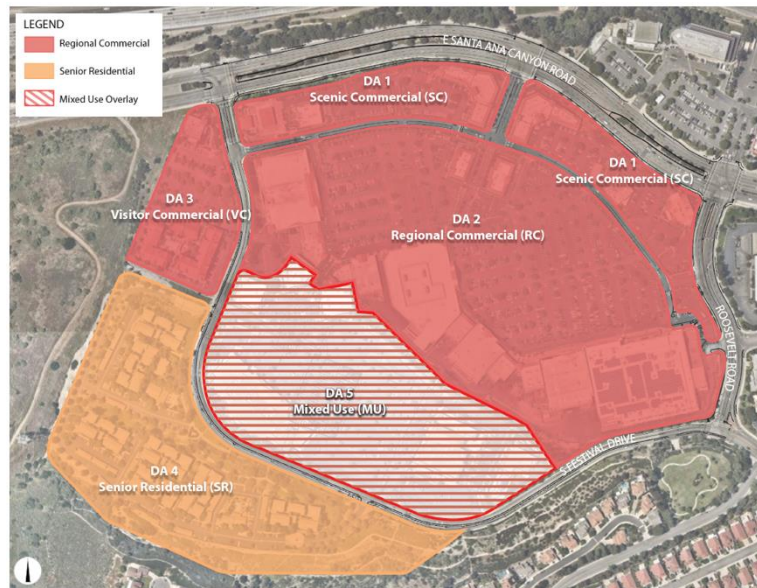 LEGEND
Regional Commercial
Senior Residential
Mixed Use Overlay
E SANTA ANA CANYON ROAD
DA 1
Scenic Commercial (SC)
DA 1
Scenic Commercial (SC)
DA 3
Visitor Commercial (VC)
DA 2
Regional Commercial (RC)
ROOSEVELT ROAD
DA 5
Mixed Use (MU)
S FESTIVAL DRIVE
DA 4
Senior Residential (SR)